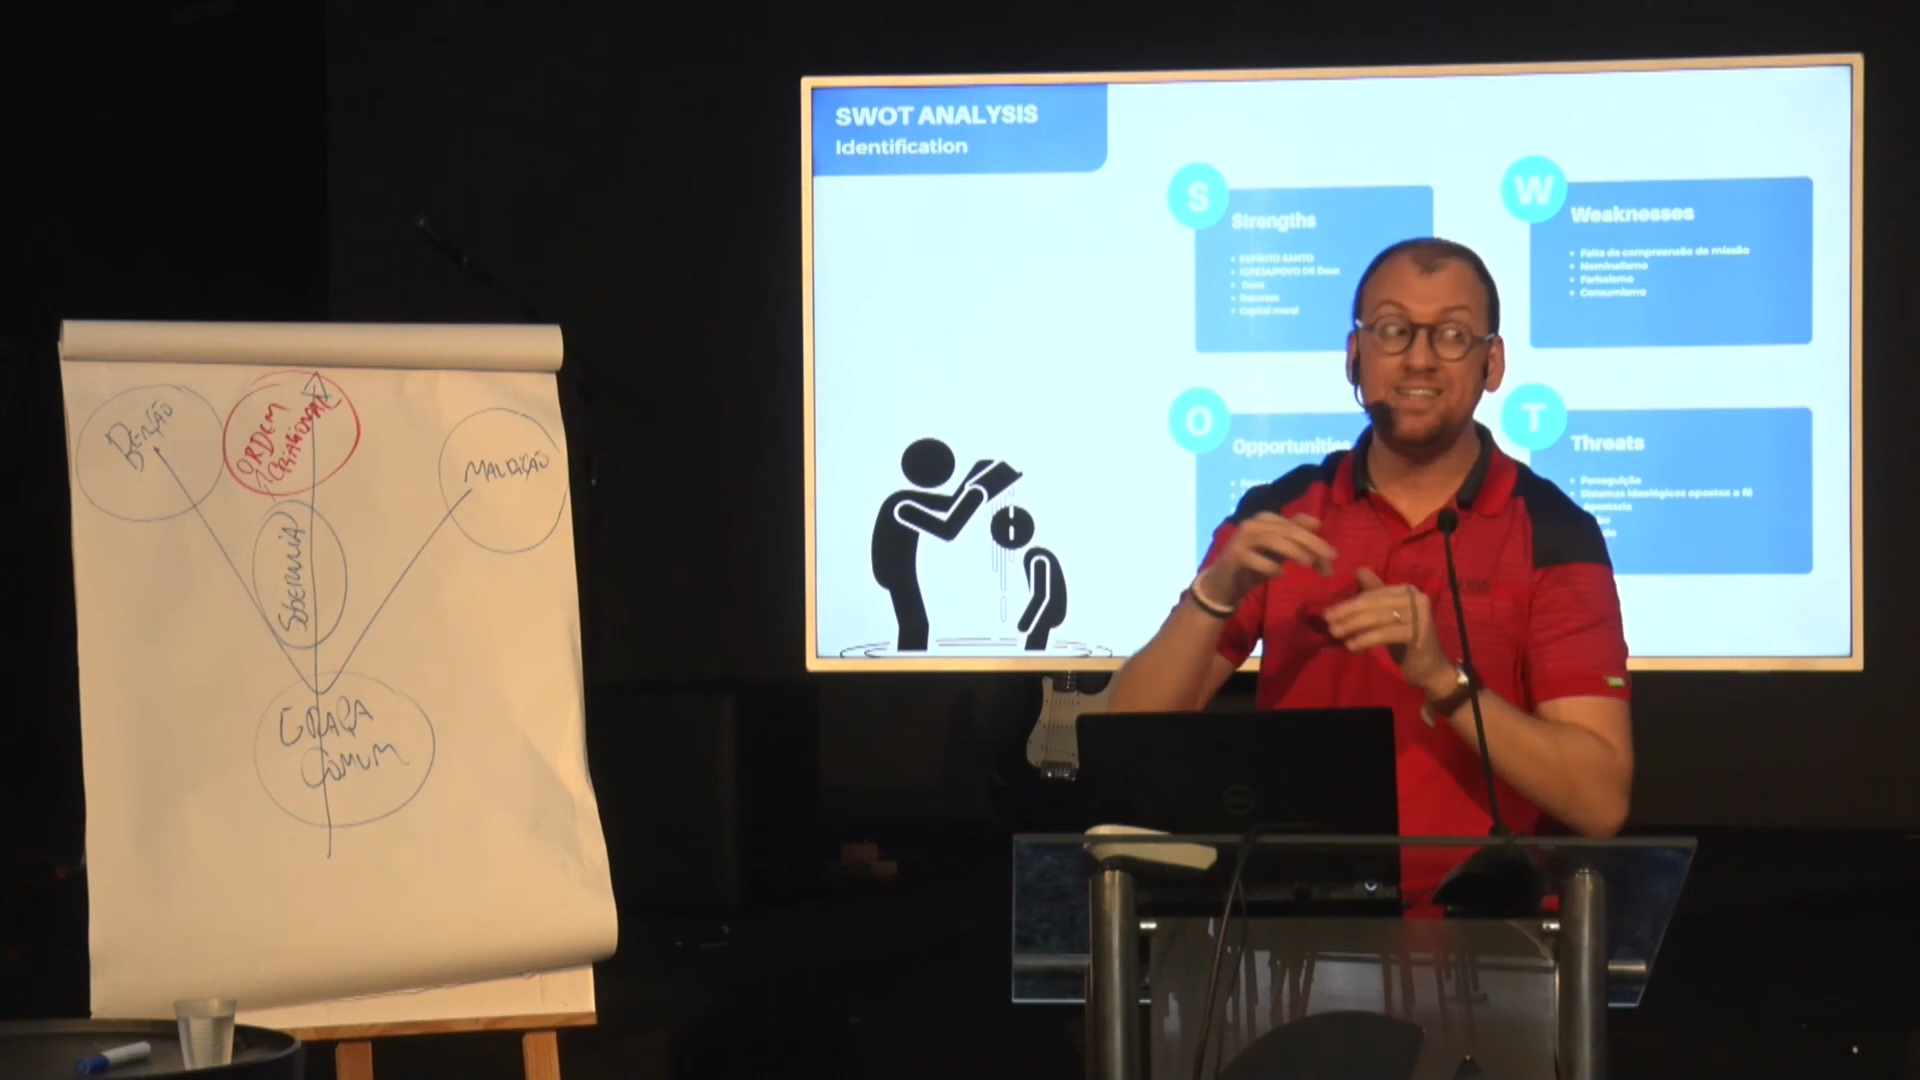 BENÇÃO
ORDEM
CRIACIONAL
MALDIÇÃO
SOBERANIA
GRAÇA
COMUM
SWOT ANALYSIS
Identification
S
Strengths
• ESPÍRITO SANTO
• IGREJA/POVO DE Deus
• Dons
• Recursos
• Capital moral
W
Weaknesses
• Falta de compreensão da missão
• Nominalismo
• Farisaísmo
• Consumismo
O
Opportunities
T
Threats
• Perseguição
• Sistemas ideológicos opostos a fé
Apostasia